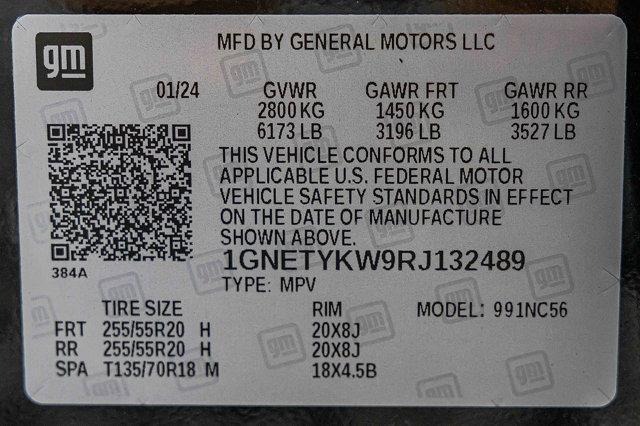 gm
MFD BY GENERAL MOTORS LLC
01/24 GVWR GAWR FRT GAWR RR
2800 KG 1450 KG 1600 KG
6173 LB 3196 LB 3527 LB
THIS VEHICLE CONFORMS TO ALL
APPLICABLE U.S. FEDERAL MOTOR
VEHICLE SAFETY STANDARDS IN EFFECT
ON THE DATE OF MANUFACTURE
SHOWN ABOVE.
384A
1GNETYKW9RJ132489
TYPE: MPV
TIRE SIZE RIM MODEL: 991NC56
FRT 255/55R20 H 20X8J
RR 255/55R20 H 20X8J
SPA T135/70R18 M 18X4.5B